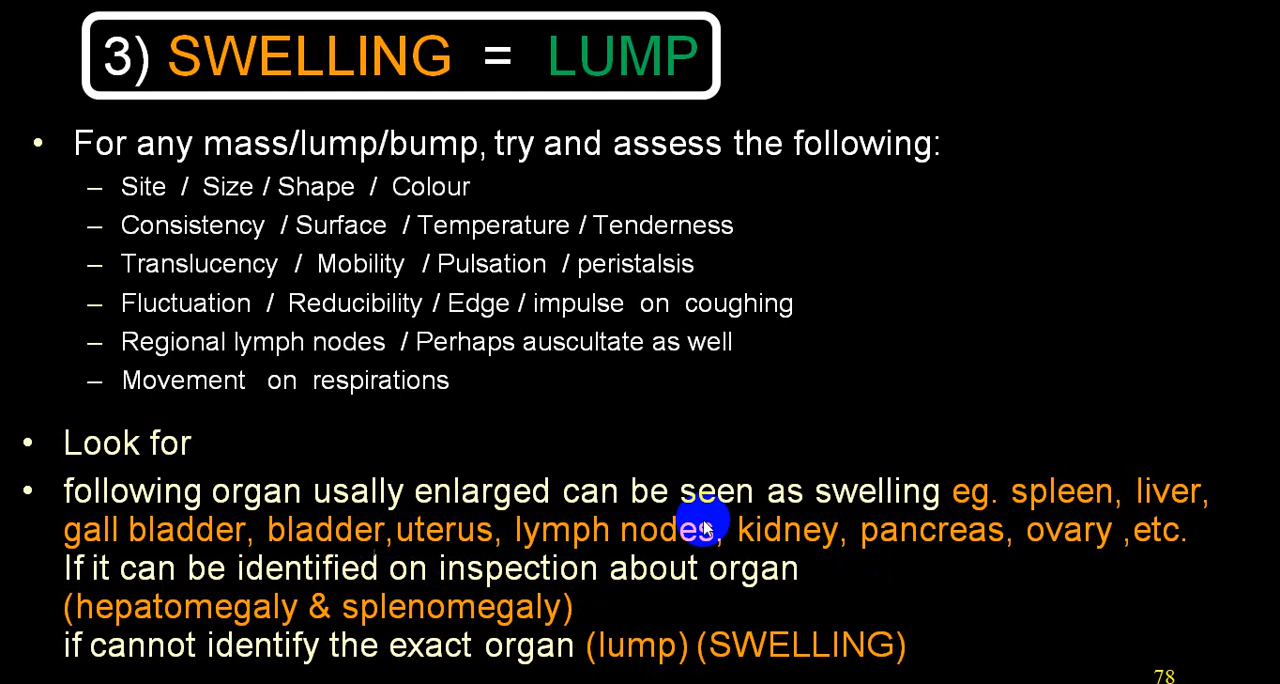 3) SWELLING = LUMP
• For any mass/lump/bump, try and assess the following:
– Site / Size / Shape / Colour
– Consistency / Surface / Temperature / Tenderness
– Translucency / Mobility / Pulsation / peristalsis
– Fluctuation / Reducibility / Edge / impulse on coughing
– Regional lymph nodes / Perhaps auscultate as well
– Movement on respirations
• Look for
• following organ usally enlarged can be seen as swelling eg. spleen, liver,
gall bladder, bladder,uterus, lymph nodes, kidney, pancreas, ovary ,etc.
If it can be identified on inspection about organ
(hepatomegaly & splenomegaly)
if cannot identify the exact organ (lump) (SWELLING)
78